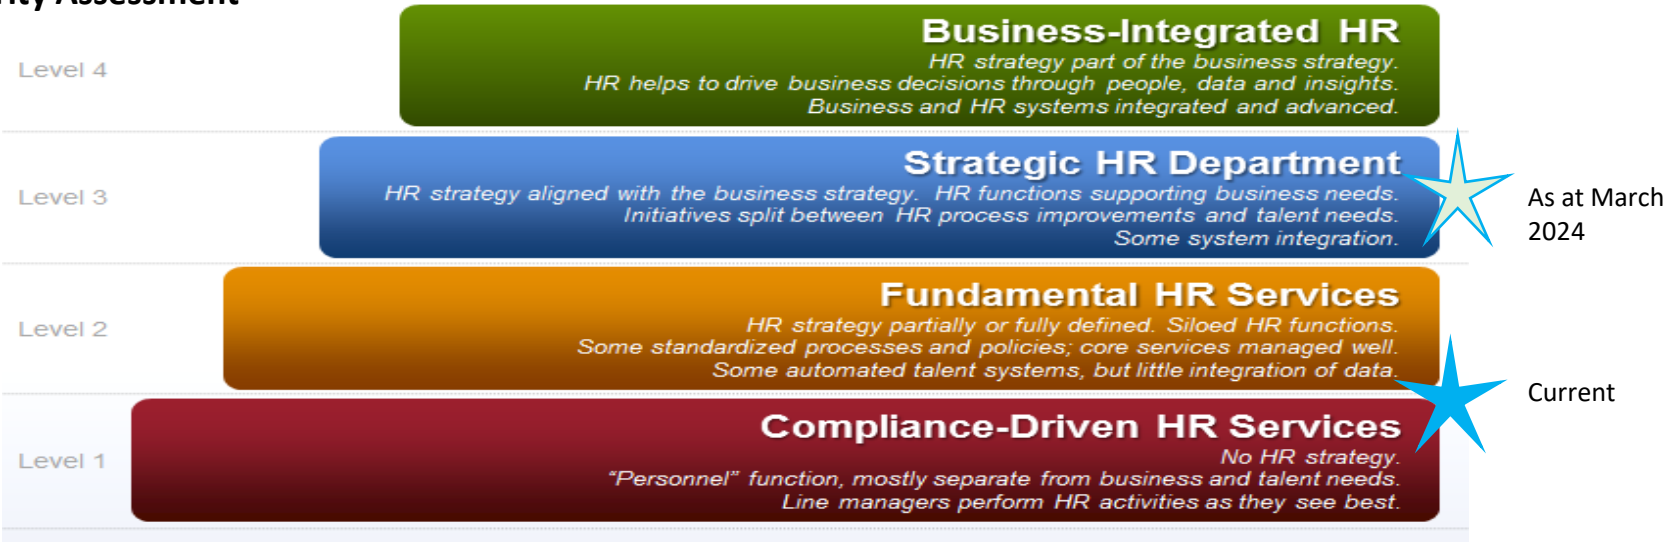 rity Assessment
Level 4
Business-Integrated HR
HR strategy part of the business strategy.
HR helps to drive business decisions through people, data and insights.
Business and HR systems integrated and advanced.
Level 3
Strategic HR Department
HR strategy aligned with the business strategy. HR functions supporting business needs.
Initiatives split between HR process improvements and talent needs.
Some system integration.
As at March
2024
Level 2
Fundamental HR Services
HR strategy partially or fully defined. Siloed HR functions.
Some standardized processes and policies; core services managed well.
Some automated talent systems, but little integration of data.
Current
Level 1
Compliance-Driven HR Services
No HR strategy.
“Personnel” function, mostly separate from business and talent needs.
Line managers perform HR activities as they see best.